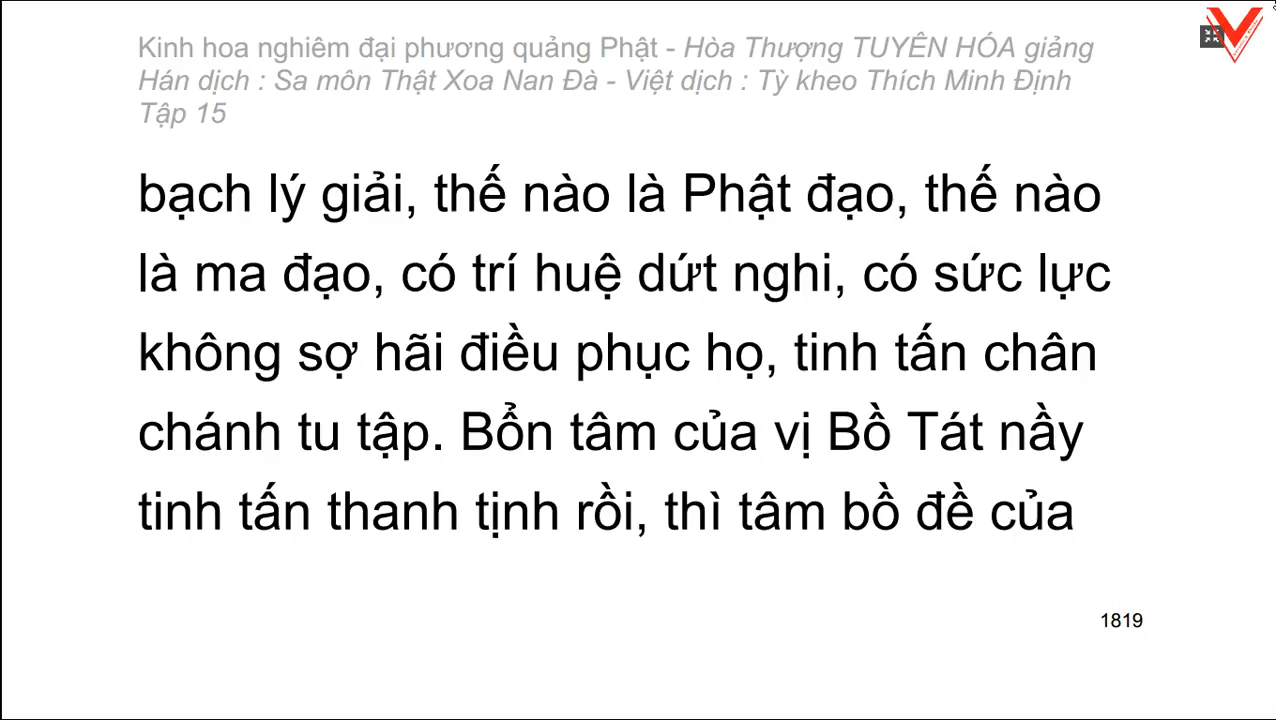 Kinh hoa nghiêm đại phương quảng Phật - Hòa Thượng TUYÊN HÓA giảng
Hán dịch : Sa môn Thật Xoa Nan Đà - Việt dịch : Tỳ kheo Thích Minh Định
Tập 15
bạch lý giải, thế nào là Phật đạo, thế nào
là ma đạo, có trí huệ dứt nghi, có sức lực
không sợ hãi điều phục họ, tinh tấn chân
chánh tu tập. Bổn tâm của vị Bồ Tát nầy
tinh tấn thanh tịnh rồi, thì tâm bồ đề của
1819